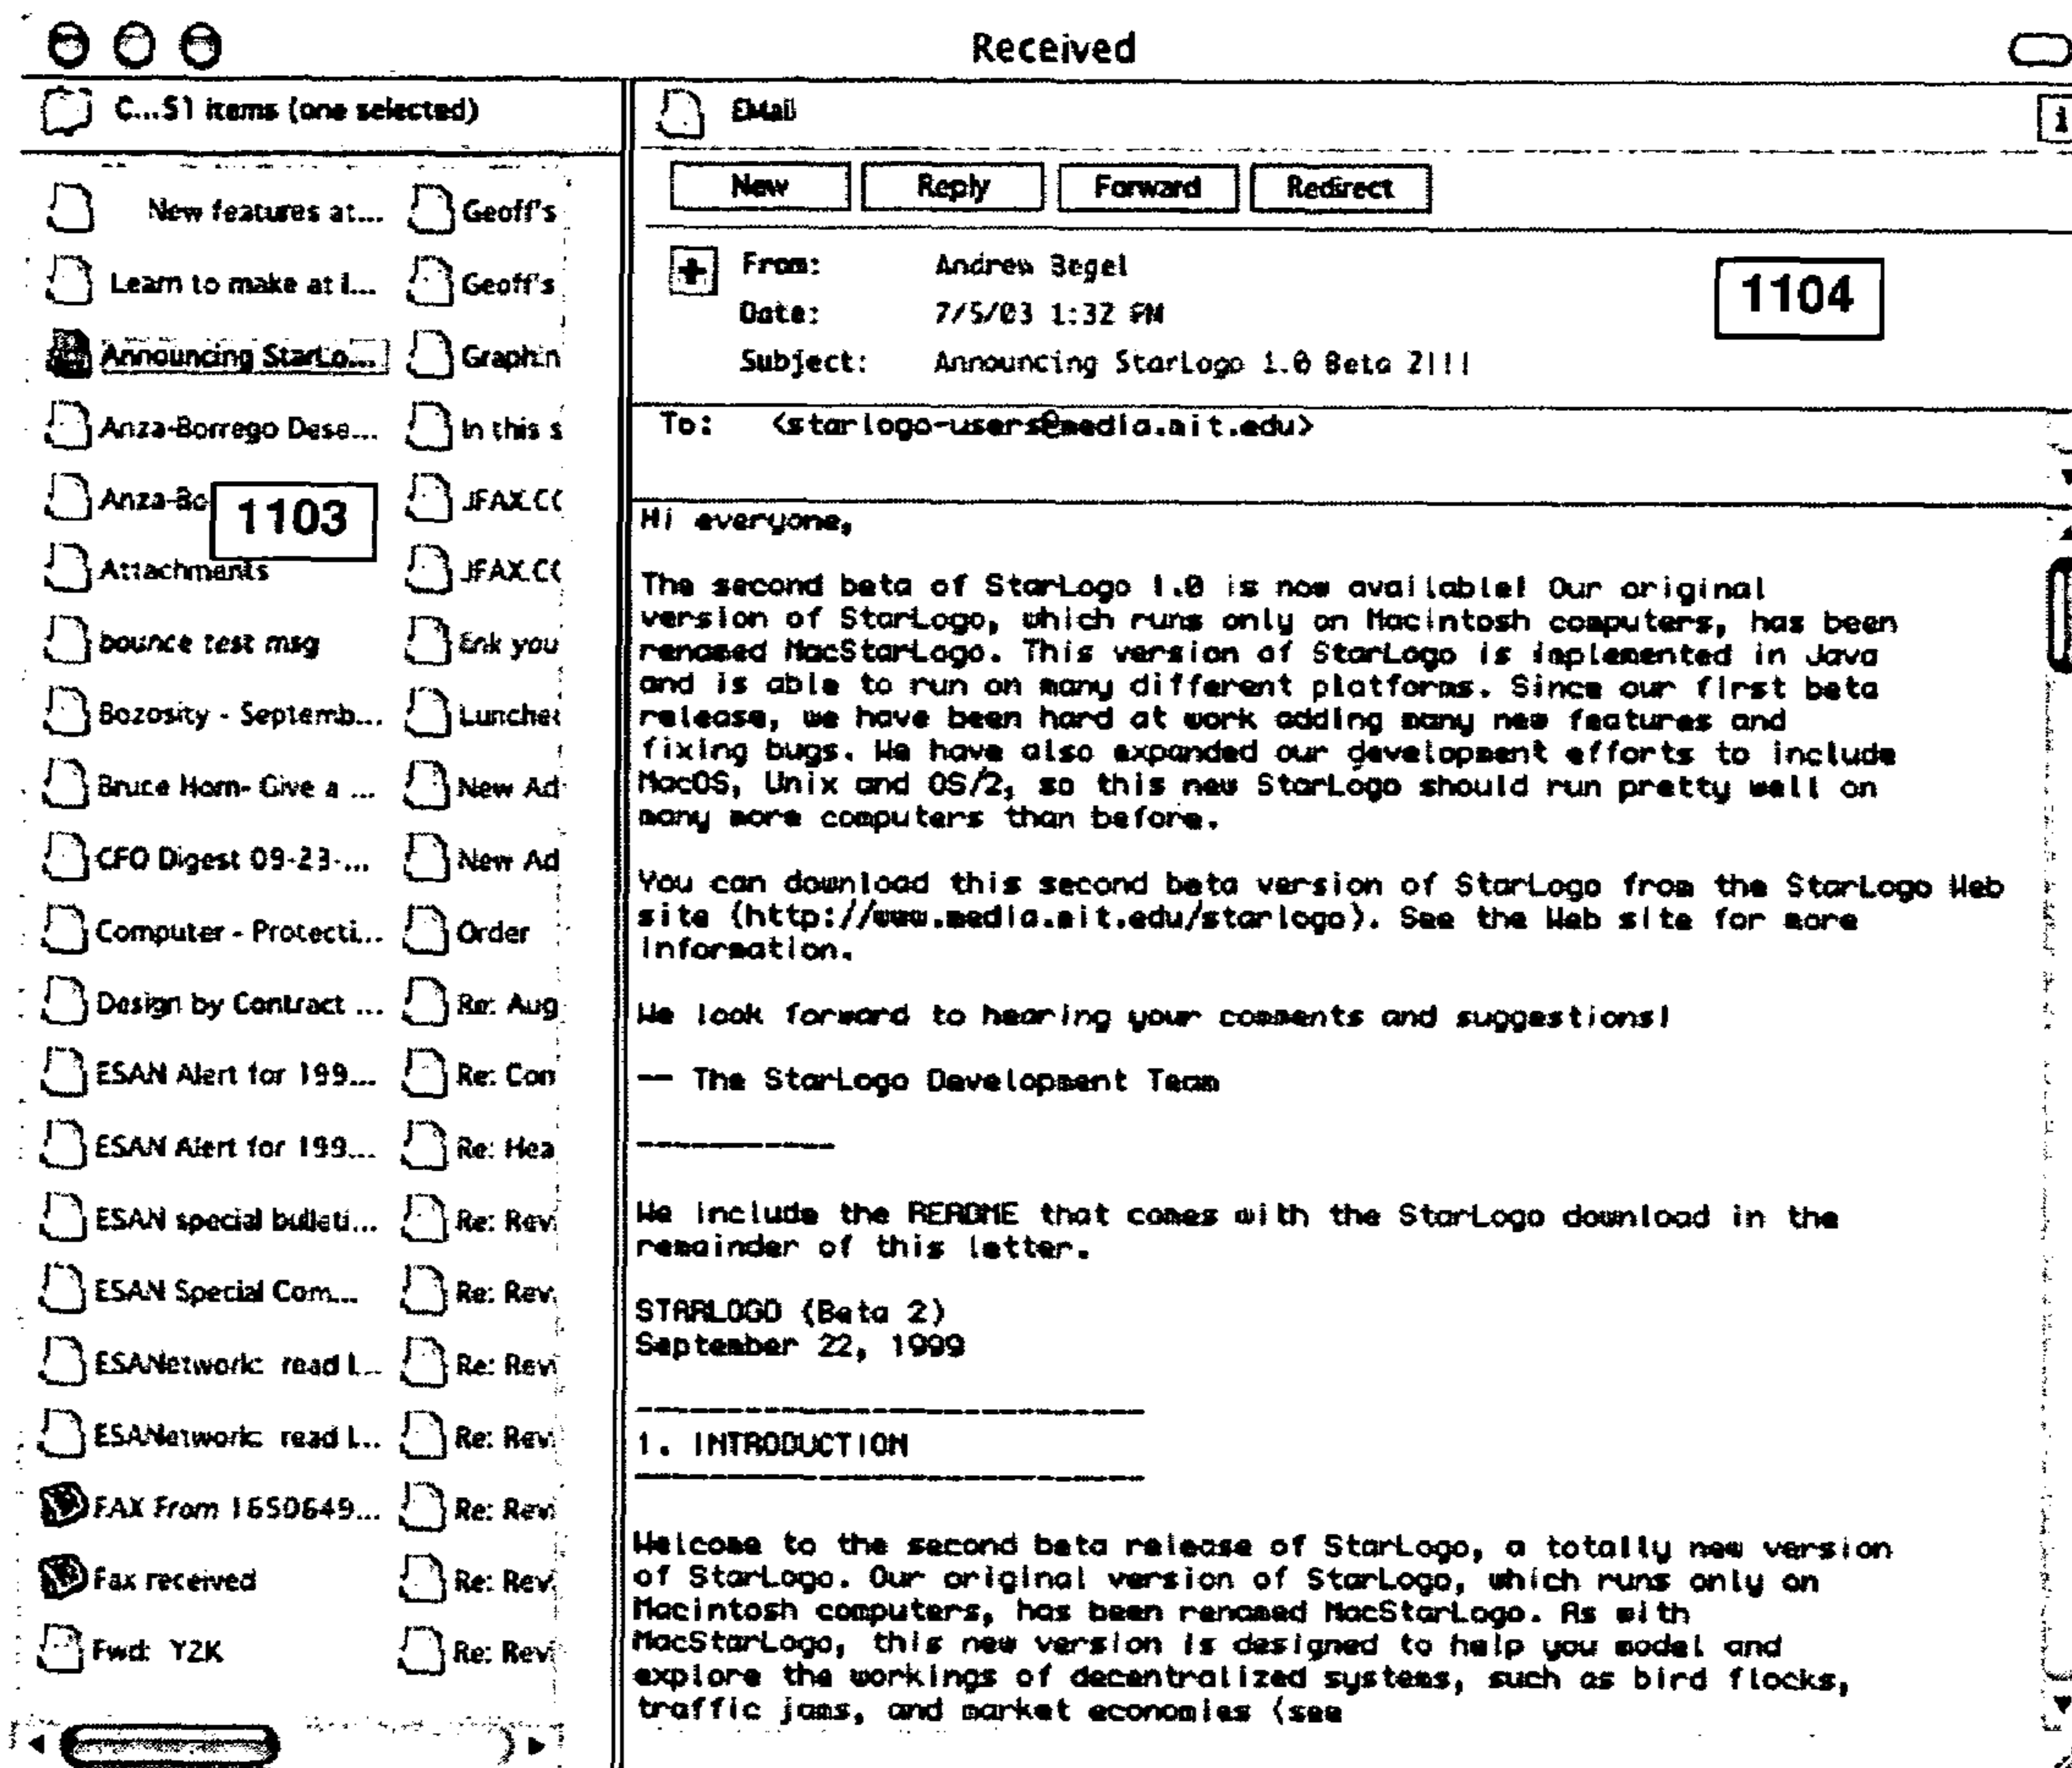 Received
C...51 items (one selected)
New features at...
Learn to make at l...
Announcing StarLo...
Anza-Borrego Dese...
Anza-Bo
1103
Attachments
bounce test msg
Bozosity - Septemb...
Bruce Horn- Give a ...
CFO Digest 09-23-...
Computer - Protecti...
Design by Contract ...
ESAN Alert for 199...
ESAN Alert for 199...
ESAN special bulleti...
ESAN Special Com...
ESANetwork: read l...
ESANetwork: read l...
FAX From 1650649...
Fax received
Fwd: Y2K
Geoff's
Geoff's
Graphin
In this s
JFAX.C
JFAX.C
Link you
Lunche
New Ad
New Ad
Order
Re: Aug
Re: Con
Re: Hea
Re: Rev
Re: Rev
Re: Rev
Re: Rev
Re: Rev
Re: Rev
Re: Rev
EMail
i
New Reply Forward Redirect
From: Andrew Begel
1104
Date: 7/5/03 1:32 PM
Subject: Announcing StarLogo 1.0 Beta 2!!!
To: <starlogo-users@media.mit.edu>
Hi everyone,
The second beta of StarLogo 1.0 is now available! Our original
version of StarLogo, which runs only on Macintosh computers, has been
renamed MacStarLogo. This version of StarLogo is implemented in Java
and is able to run on many different platforms. Since our first beta
release, we have been hard at work adding many new features and
fixing bugs. We have also expanded our development efforts to include
MacOS, Unix and OS/2, so this new StarLogo should run pretty well on
many more computers than before.
You can download this second beta version of StarLogo from the StarLogo Web
site (http://www.media.mit.edu/starlogo). See the Web site for more
information.
We look forward to hearing your comments and suggestions!
-- The StarLogo Development Team
-----------
We include the README that comes with the StarLogo download in the
remainder of this letter.
STARLOGO (Beta 2)
September 22, 1999
----------------------------
1. INTRODUCTION
----------------------------
Welcome to the second beta release of StarLogo, a totally new version
of StarLogo. Our original version of StarLogo, which runs only on
Macintosh computers, has been renamed MacStarLogo. As with
MacStarLogo, this new version is designed to help you model and
explore the workings of decentralized systems, such as bird flocks,
traffic jams, and market economies (see